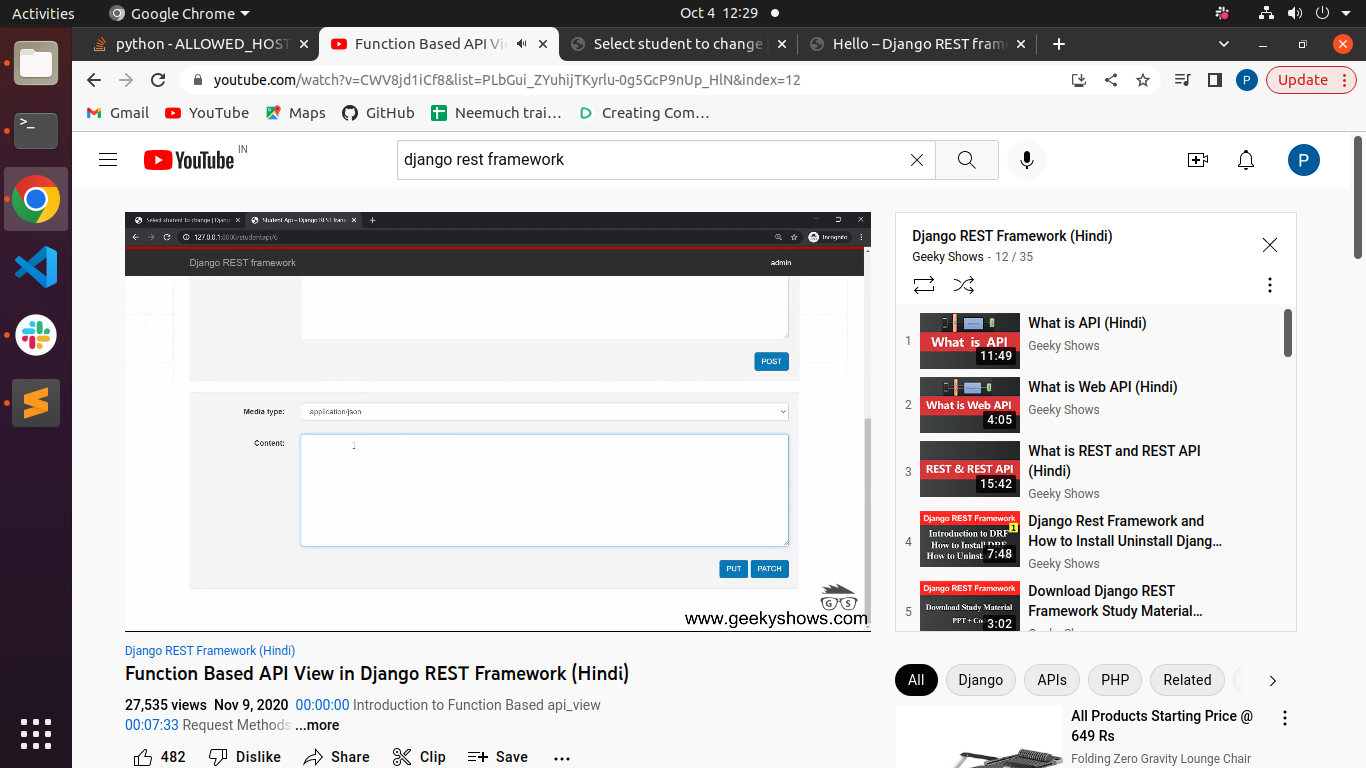 Activities
Google Chrome
Oct 4 12:29
python - ALLOWED_HOST
Function Based API Vi
Select student to change |
Hello – Django REST fram
youtube.com/watch?v=CWV8jd1iCf8&list=PLbGui_ZYuhijTKyrlu-0g5GcP9nUp_HlN&index=12
P
Update
Gmail
YouTube
Maps
GitHub
Neemuch trai…
Creating Com…
YouTube IN
django rest framework
P
Select student to change | Djang
Student Api – Django REST fram
127.0.0.1:8000/studentapi/6
Incognito
Django REST framework
admin
POST
Media type:
application/json
Content:
PUT
PATCH
G S
www.geekyshows.com
Django REST Framework (Hindi)
Function Based API View in Django REST Framework (Hindi)
27,535 views Nov 9, 2020 00:00:00 Introduction to Function Based api_view
00:07:33 Request Methods ...more
482
Dislike
Share
Clip
Save
Django REST Framework (Hindi)
Geeky Shows - 12 / 35
1
What is API
11:49
What is API (Hindi)
Geeky Shows
2
What is Web API
4:05
What is Web API (Hindi)
Geeky Shows
3
REST & REST API
15:42
What is REST and REST API
(Hindi)
Geeky Shows
4
Django REST Framework
1
Introduction to DRF
How to Install DRF
How to Uninst
7:48
Django Rest Framework and
How to Install Uninstall Djang…
Geeky Shows
5
Django REST Framework
Download Study Material
PPT + Co
3:02
Download Django REST
Framework Study Material…
All
Django
APIs
PHP
Related
All Products Starting Price @
649 Rs
Folding Zero Gravity Lounge Chair